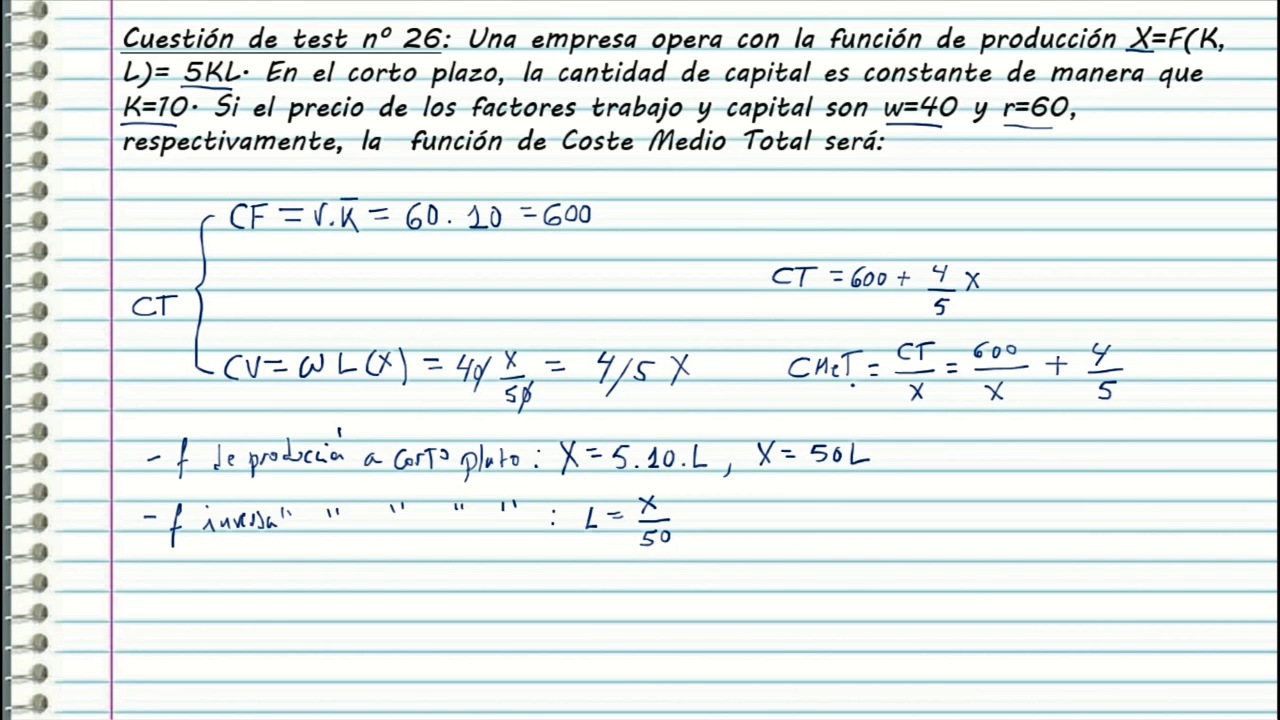 Cuestión de test nº 26: Una empresa opera con la función de producción X=F(K,
L)= 5KL. En el corto plazo, la cantidad de capital es constante de manera que
K=10. Si el precio de los factores trabajo y capital son w=40 y r=60,
respectivamente, la función de Coste Medio Total será:
CF = r.K̅ = 60 . 10 = 600
CT = 600 + 4/5 X
CT
CV = w L(X) = 40 X/50 = 4/5 X
CMeT = CT/X = 600/X + 4/5
- f de producción a corto plazo : X = 5.10.L , X = 50L
- f inversa " " " " " : L = X/50